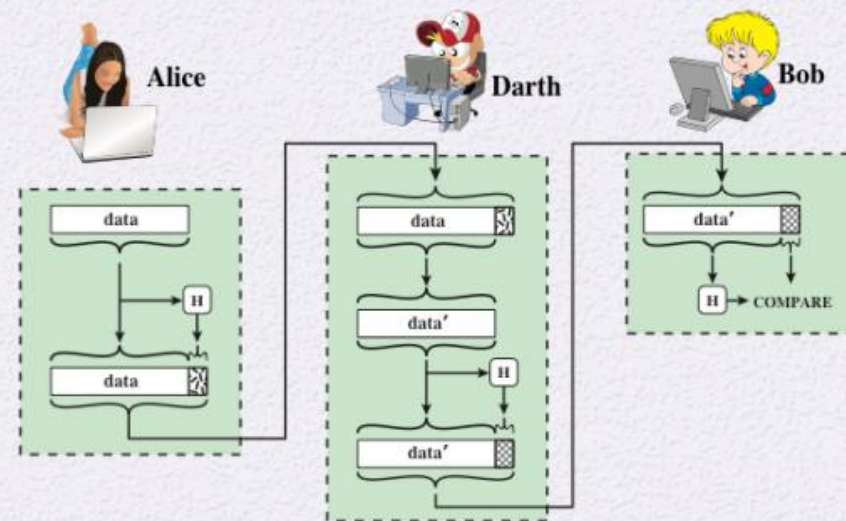 Alice
Darth
Bob
data
H
data
data
data′
H
data′
data′
H
COMPARE